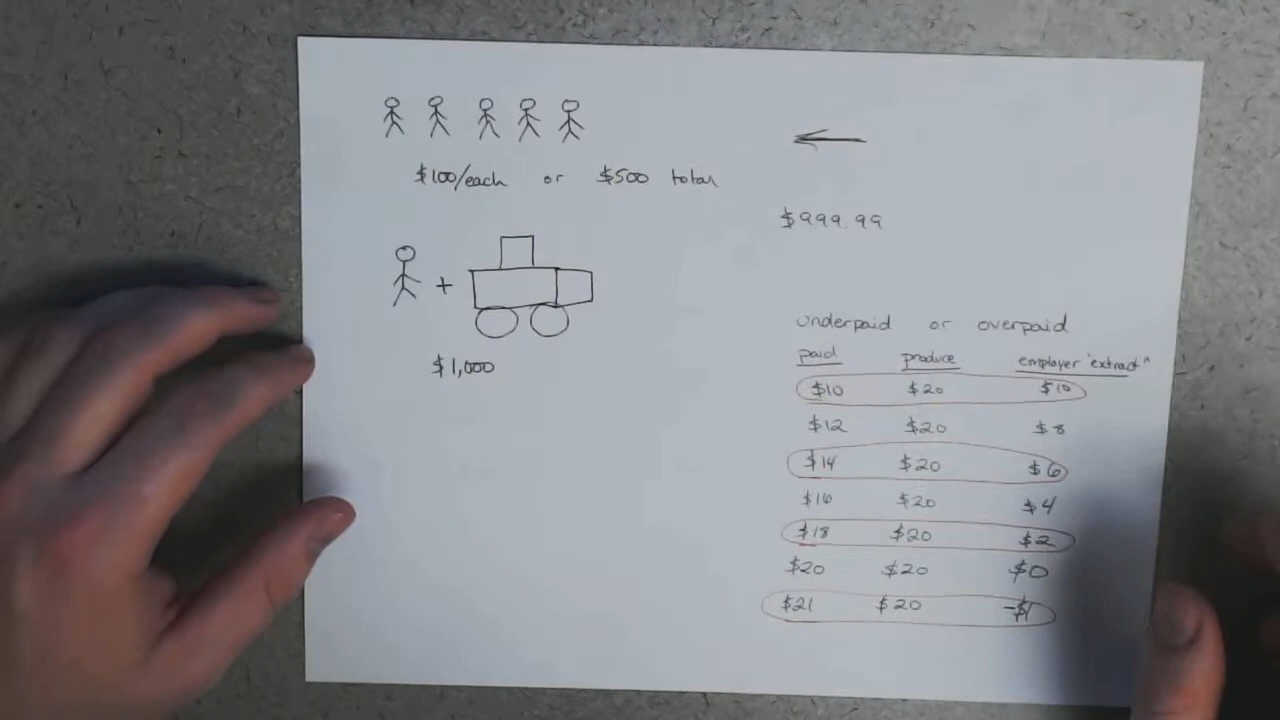 $100/each or $500 total
$999.99
$1,000
underpaid or overpaid
paid produce employer "extract"
$10 $20 $10
$12 $20 $8
$14 $20 $6
$16 $20 $4
$18 $20 $2
$20 $20 $0
$21 $20 -$1